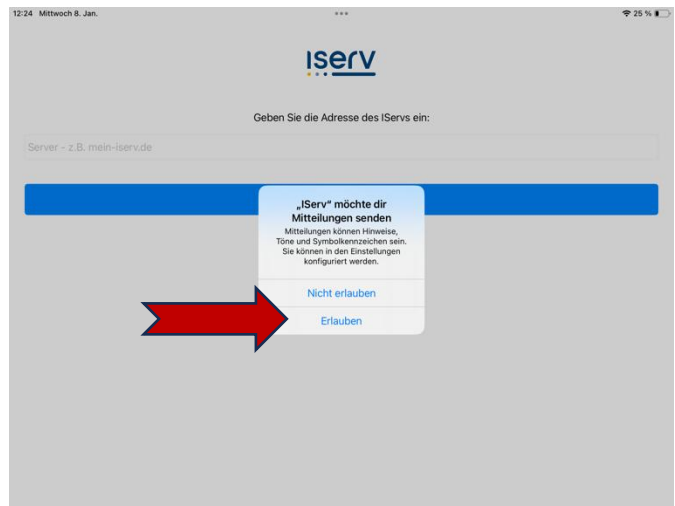 12:24 Mittwoch 8. Jan.
25 %
IServ
Geben Sie die Adresse des IServs ein:
Server - z.B. mein-iserv.de
„IServ“ möchte dir
Mitteilungen senden
Mitteilungen können Hinweise,
Töne und Symbolkennzeichen sein.
Sie können in den Einstellungen
konfiguriert werden.
Nicht erlauben
Erlauben